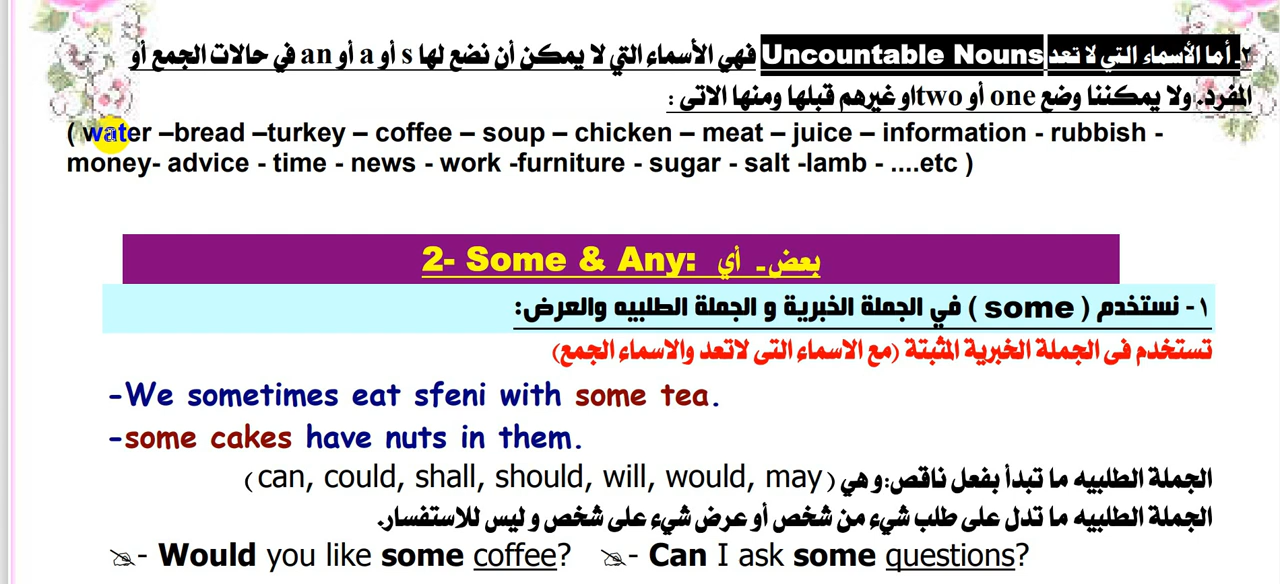 ٢- أما الأسماء التي لا تعد Uncountable Nouns فهي الأسماء التي لا يمكن أن نضع لها s أو a أو an في حالات الجمع أو
المفرد. ولا يمكننا وضع one أو two او غيرهم قبلها ومنها الاتى :
( water –bread –turkey – coffee – soup – chicken – meat – juice – information - rubbish -
money- advice - time - news - work -furniture - sugar - salt -lamb - ....etc )
2- Some & Any: بعض - أي
١ - نستخدم ( some ) في الجملة الخبرية و الجملة الطلبيه والعرض:
تستخدم فى الجملة الخبرية المثبتة (مع الاسماء التى لاتعد والاسماء الجمع)
-We sometimes eat sfeni with some tea.
-some cakes have nuts in them.
الجملة الطلبيه ما تبدأ بفعل ناقص: وهي (can, could, shall, should, will, would, may)
الجملة الطلبيه ما تدل على طلب شيء من شخص أو عرض شيء على شخص و ليس للاستفسار.
- Would you like some coffee? - Can I ask some questions?